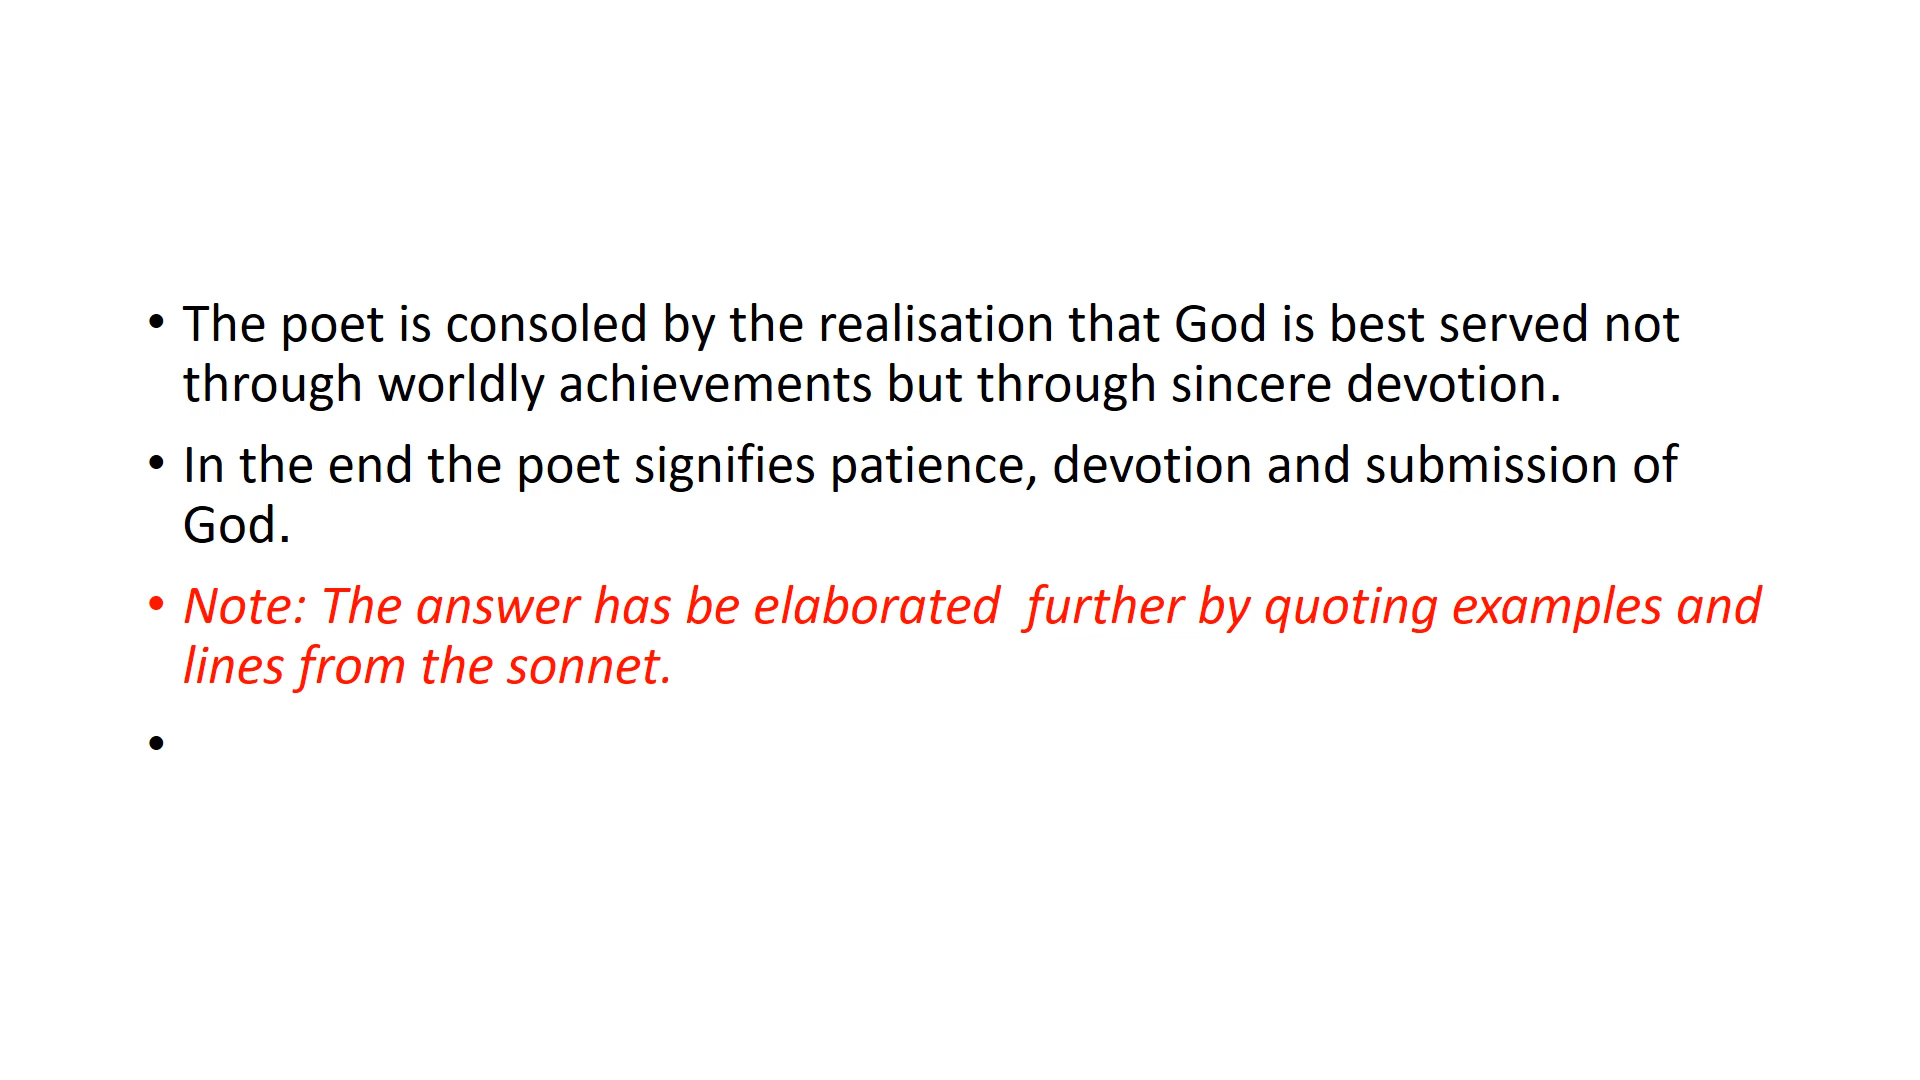 • The poet is consoled by the realisation that God is best served not
through worldly achievements but through sincere devotion.
• In the end the poet signifies patience, devotion and submission of
God.
• Note: The answer has be elaborated  further by quoting examples and
lines from the sonnet.
•